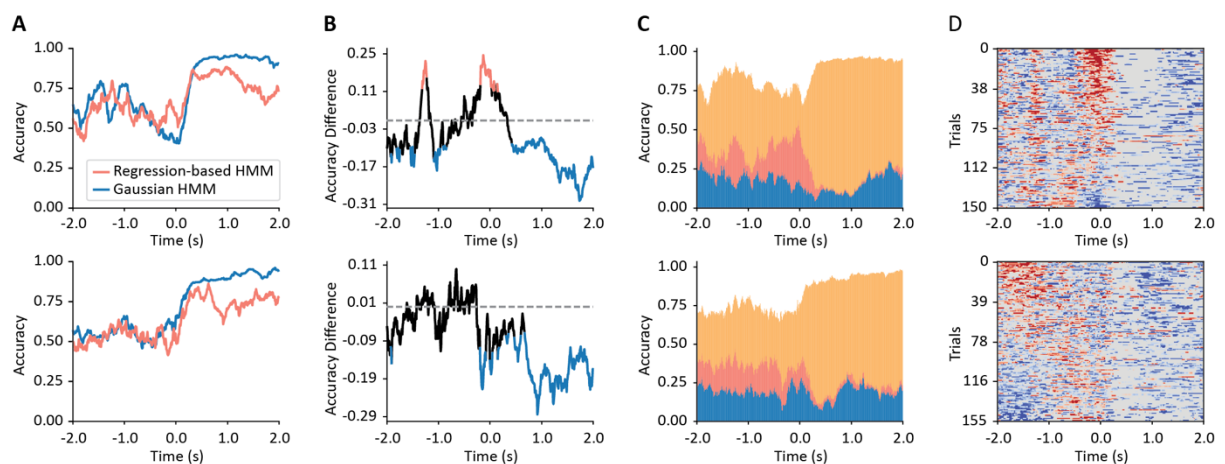 A
B
C
D
1.00
0.75
0.50
0.25
0.00
Accuracy
Regression-based HMM
Gaussian HMM
-2.0 -1.0 0.0 1.0 2.0
Time (s)
0.25
0.11
-0.03
-0.17
-0.31
Accuracy Difference
-2.0 -1.0 0.0 1.0 2.0
Time (s)
1.00
0.75
0.50
0.25
0.00
Accuracy
-2.0 -1.0 0.0 1.0 2.0
Time (s)
0
38
75
112
150
Trials
-2.0 -1.0 0.0 1.0 2.0
Time (s)
1.00
0.75
0.50
0.25
0.00
Accuracy
-2.0 -1.0 0.0 1.0 2.0
Time (s)
0.11
0.01
-0.09
-0.19
-0.29
Accuracy Difference
-2.0 -1.0 0.0 1.0 2.0
Time (s)
1.00
0.75
0.50
0.25
0.00
Accuracy
-2.0 -1.0 0.0 1.0 2.0
Time (s)
0
39
78
116
155
Trials
-2.0 -1.0 0.0 1.0 2.0
Time (s)